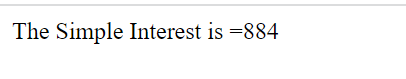 The Simple Interest is =884